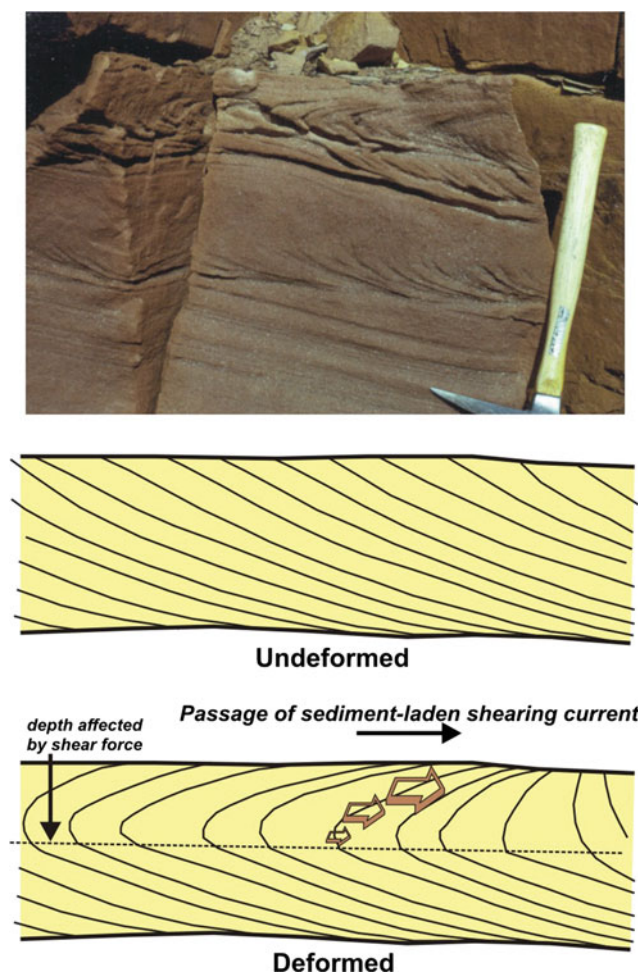 Undeformed
depth affected
by shear force
Passage of sediment-laden shearing current
Deformed